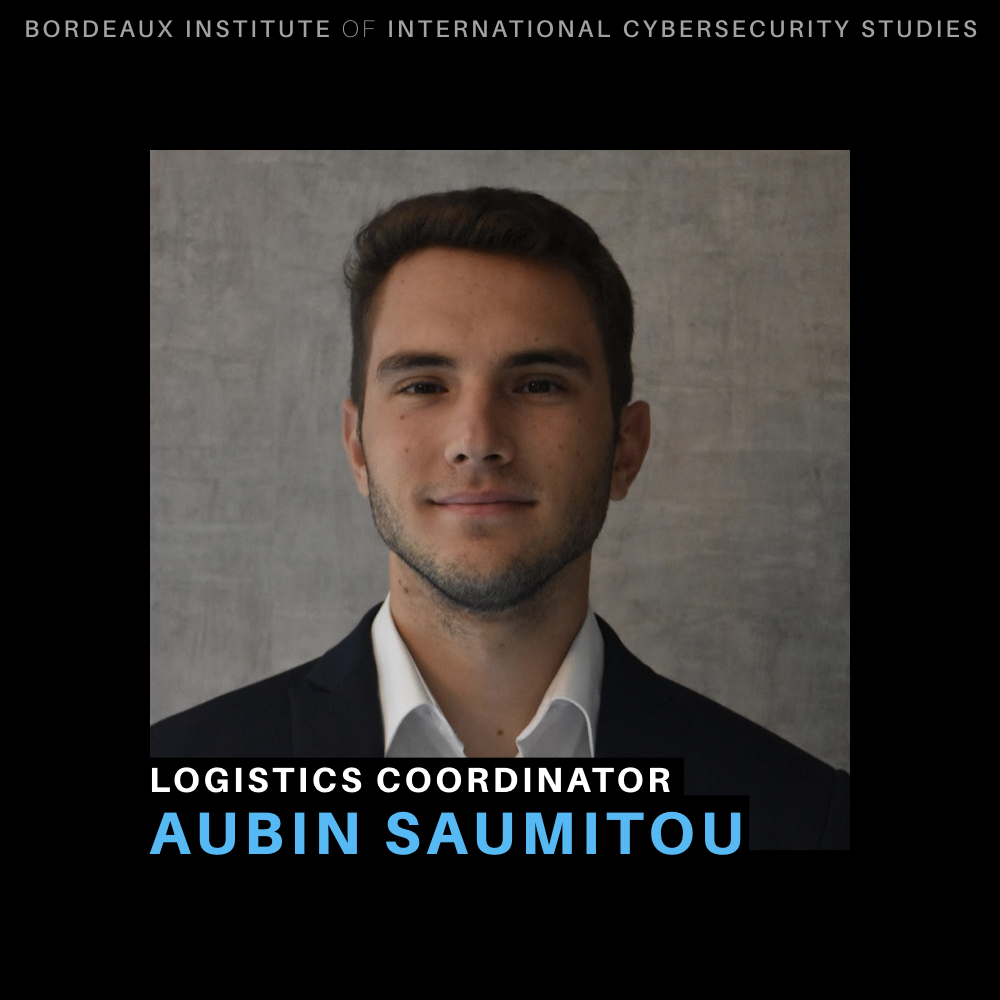 BORDEAUX INSTITUTE OF INTERNATIONAL CYBERSECURITY STUDIES
LOGISTICS COORDINATOR
AUBIN SAUMITOU